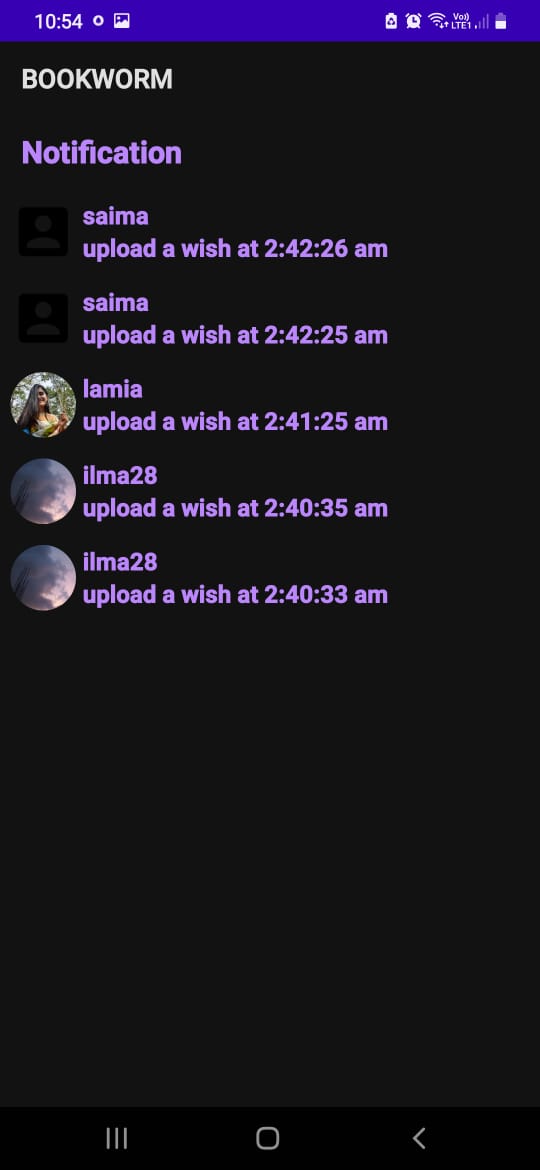 10:54
Vo)
LTE1
BOOKWORM
Notification
saima
upload a wish at 2:42:26 am
saima
upload a wish at 2:42:25 am
lamia
upload a wish at 2:41:25 am
ilma28
upload a wish at 2:40:35 am
ilma28
upload a wish at 2:40:33 am